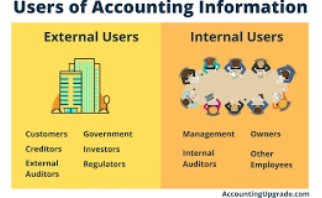 Users of Accounting Information
External Users
Customers
Government
Creditors
Investors
External
Auditors
Regulators
Internal Users
Management
Owners
Internal
Auditors
Other
Employees
AccountingUpgrade.com